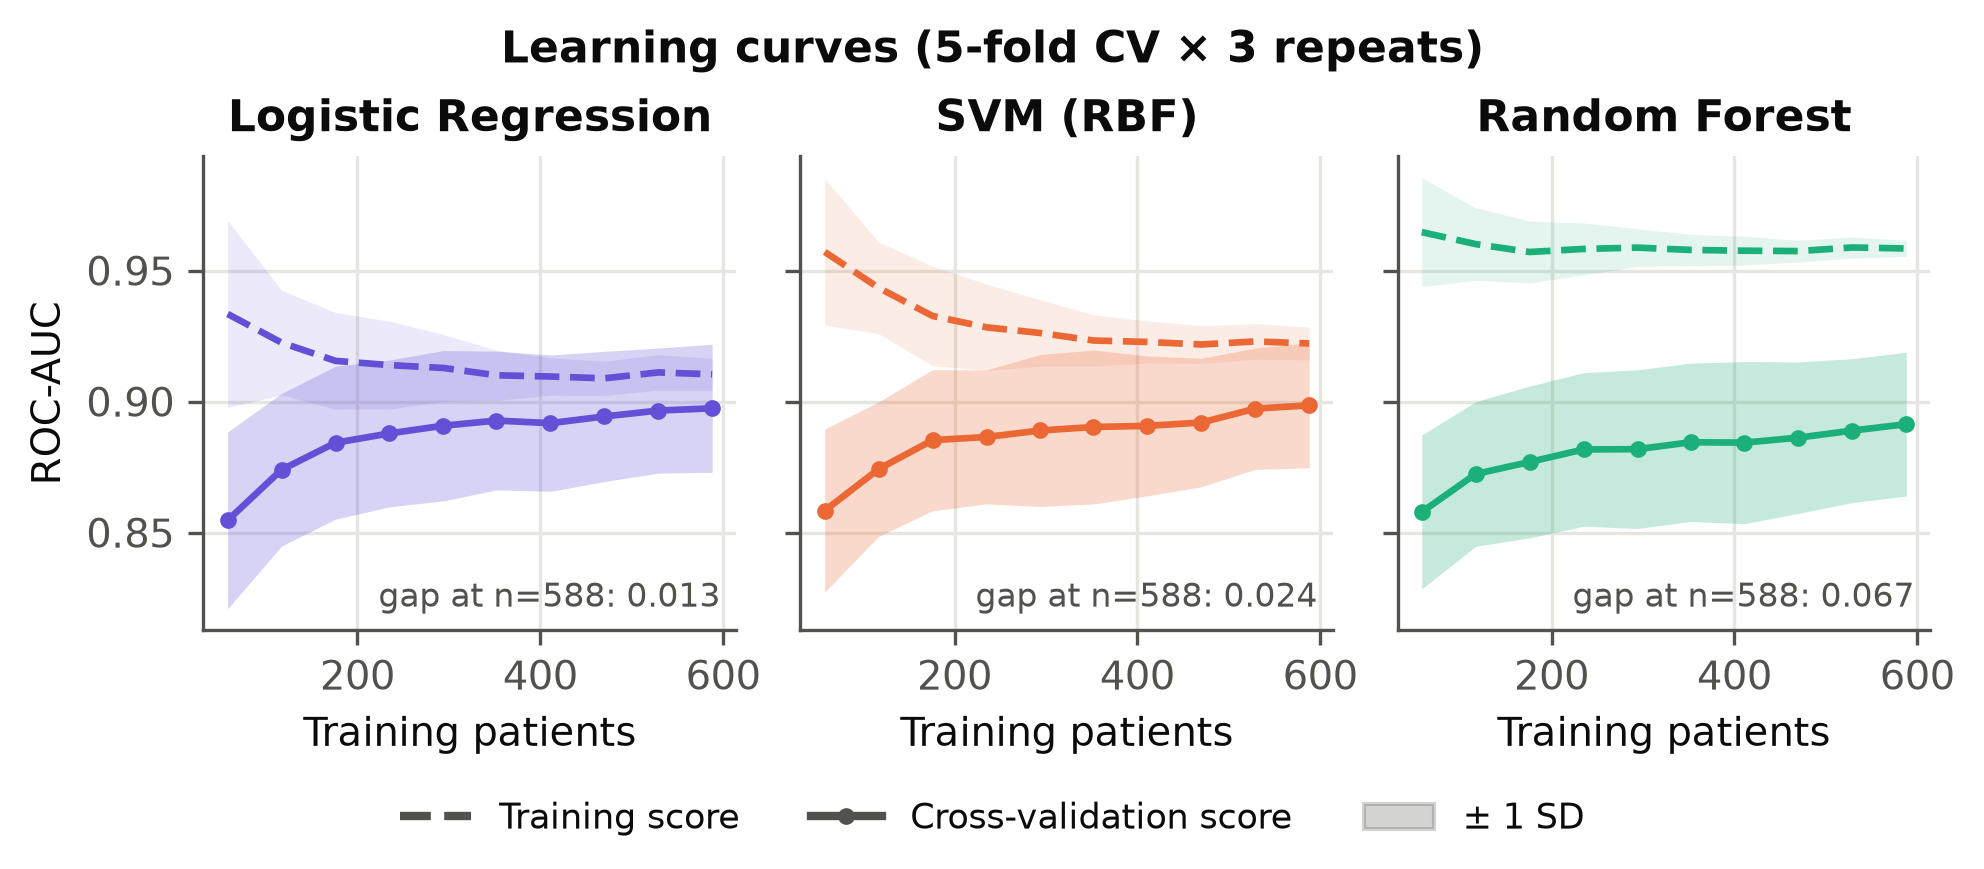 Learning curves (5-fold CV × 3 repeats)
Logistic Regression
SVM (RBF)
Random Forest
ROC-AUC
0.95
0.90
0.85
gap at n=588: 0.013
gap at n=588: 0.024
gap at n=588: 0.067
200 400 600
200 400 600
200 400 600
Training patients
Training patients
Training patients
Training score
Cross-validation score
± 1 SD